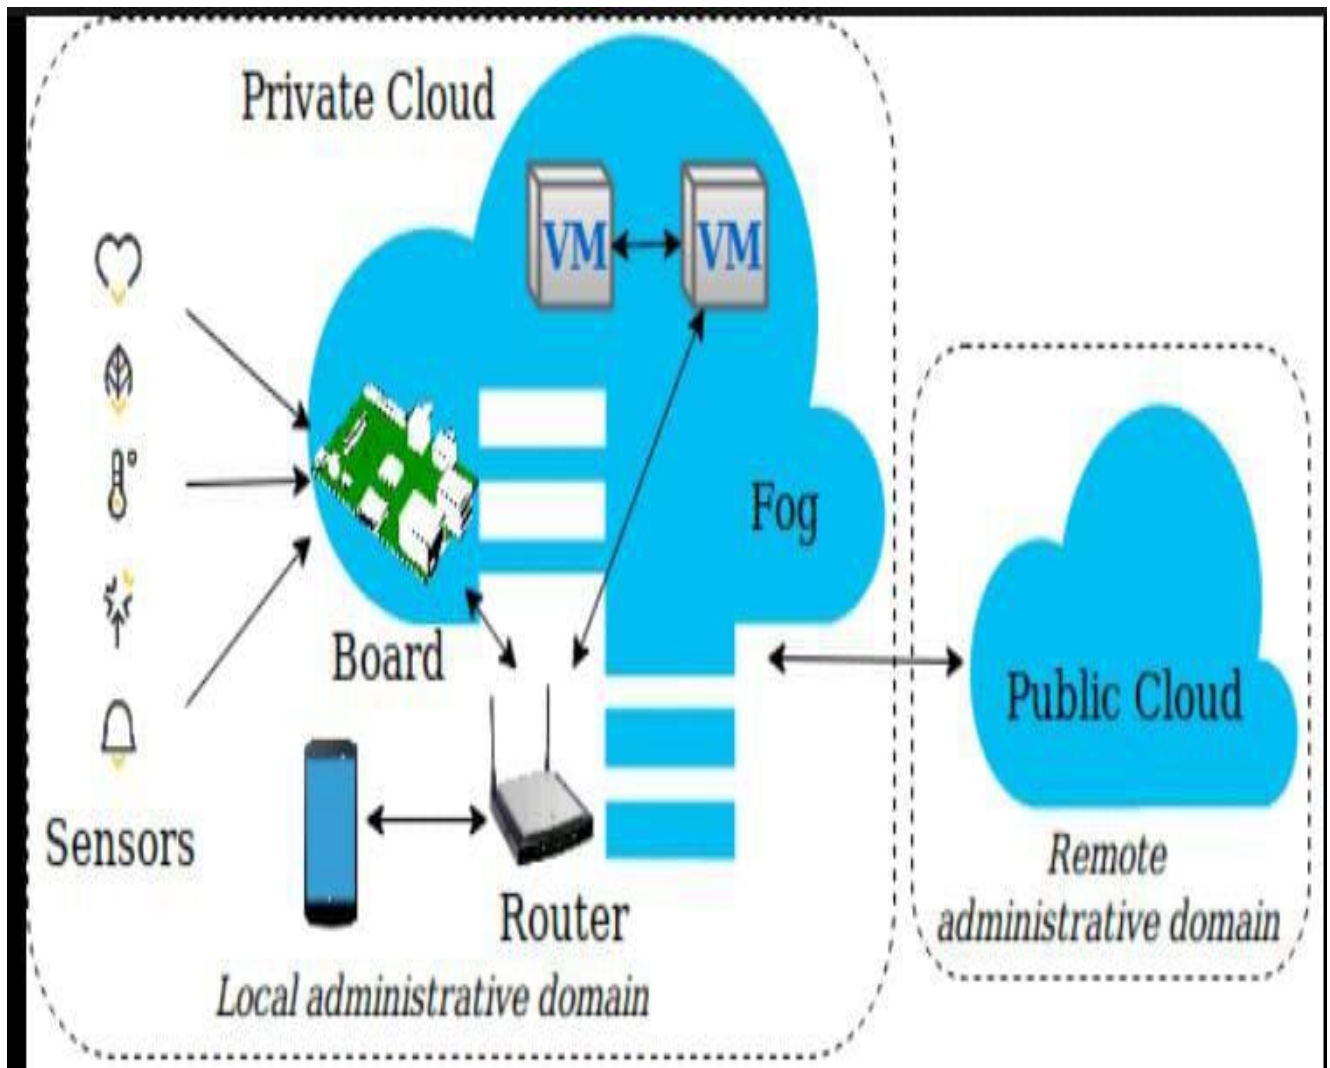 Private Cloud
VM
VM
Fog
Board
Public Cloud
Sensors
Remote
administrative domain
Router
Local administrative domain